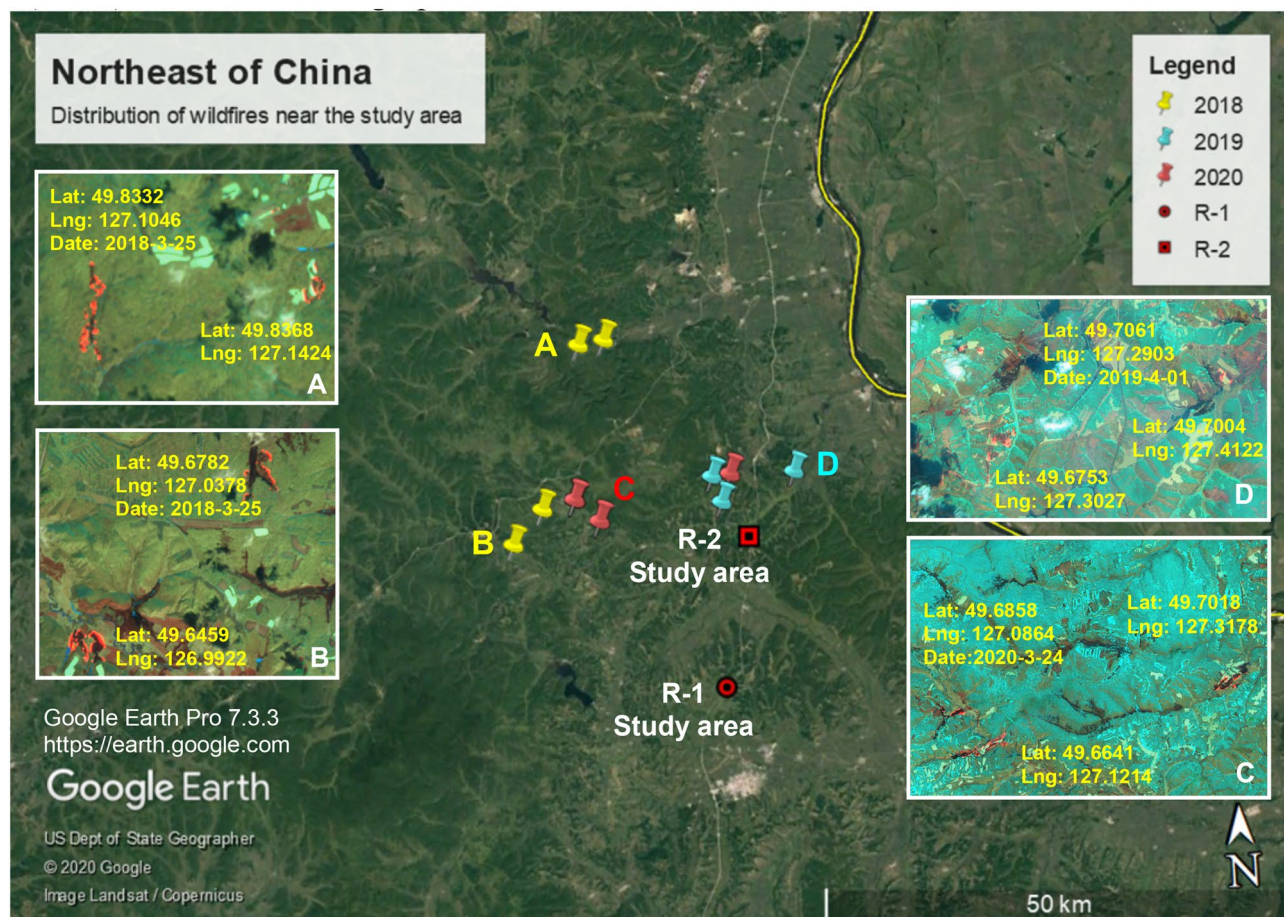 Northeast of China
Distribution of wildfires near the study area
Legend
2018
2019
2020
R-1
R-2
Lat: 49.8332
Lng: 127.1046
Date: 2018-3-25
Lat: 49.8368
Lng: 127.1424
A
Lat: 49.6782
Lng: 127.0378
Date: 2018-3-25
Lat: 49.6459
Lng: 126.9922
B
A
B
C
D
R-2
Study area
R-1
Study area
Lat: 49.7061
Lng: 127.2903
Date: 2019-4-01
Lat: 49.7004
Lng: 127.4122
Lat: 49.6753
Lng: 127.3027
D
Lat: 49.6858
Lng: 127.0864
Date:2020-3-24
Lat: 49.7018
Lng: 127.3178
Lat: 49.6641
Lng: 127.1214
C
Google Earth Pro 7.3.3
https://earth.google.com
Google Earth
US Dept of State Geographer
© 2020 Google
Image Landsat / Copernicus
N
50 km